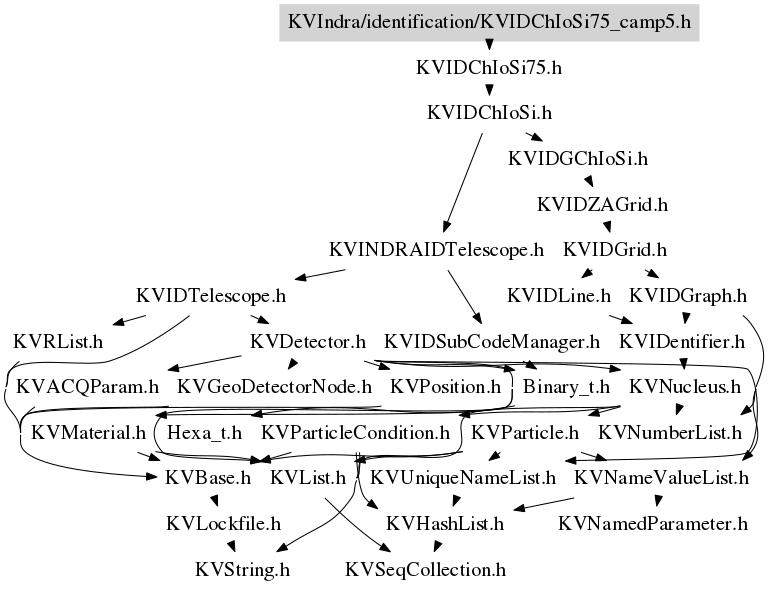 KVIndra/identification/KVIDChIoSi75_camp5.h
KVIDChIoSi75.h
KVIDChIoSi.h
KVIDGChIoSi.h
KVIDZAGrid.h
KVINDRAIDTelescope.h KVIDGrid.h
KVIDTelescope.h KVIDLine.h KVIDGraph.h
KVRList.h KVDetector.h KVIDSubCodeManager.h KVIDentifier.h
KVACQParam.h KVGeoDetectorNode.h KVPosition.h Binary_t.h KVNucleus.h
KVMaterial.h Hexa_t.h KVParticleCondition.h KVParticle.h KVNumberList.h
KVBase.h KVList.h KVUniqueNameList.h KVNameValueList.h
KVLockfile.h KVHashList.h KVNamedParameter.h
KVString.h KVSeqCollection.h